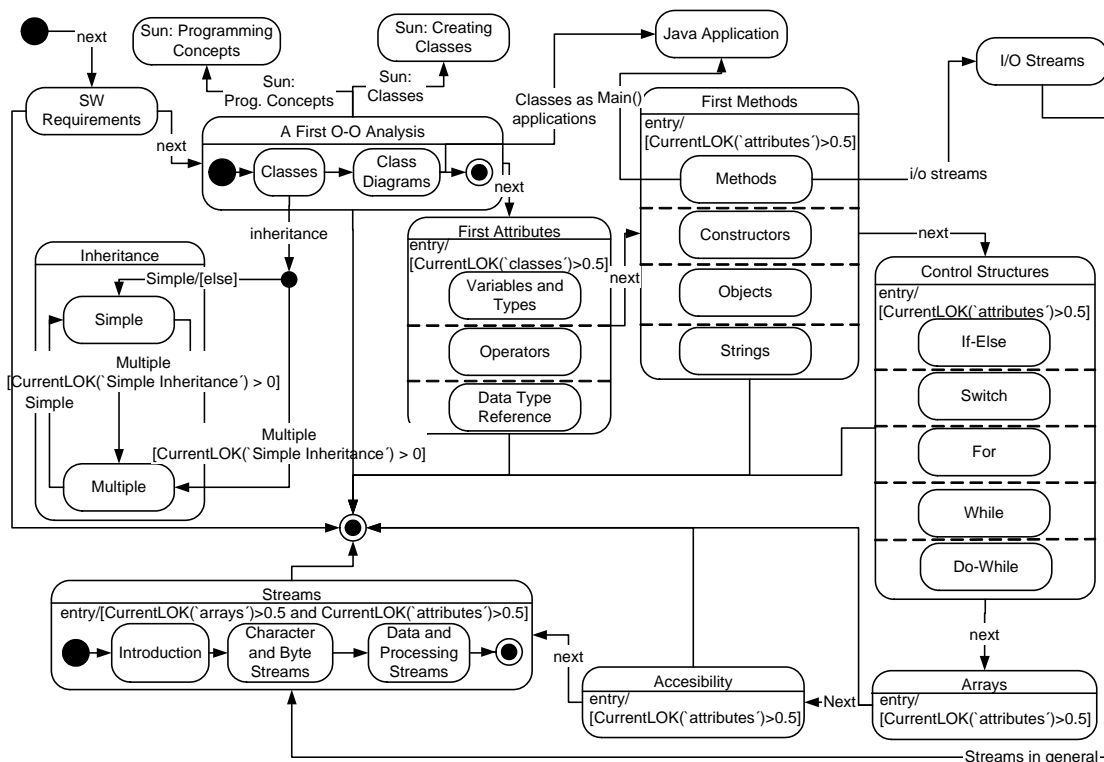 next
Sun: Programming
Concepts
Sun: Creating
Classes
Java Application
I/O Streams
SW
Requirements
Sun:
Prog. Concepts
Sun:
Classes
Classes as
applications
Main()
next
A First O-O Analysis
Classes
Class
Diagrams
next
inheritance
First Methods
entry/
[CurrentLOK(`attributes´)>0.5]
Methods
Constructors
Objects
Strings
i/o streams
next
First Attributes
entry/
[CurrentLOK(`classes´)>0.5]
Variables and
Types
Operators
Data Type
Reference
next
Inheritance
Simple/[else]
Simple
Multiple
[CurrentLOK(`Simple Inheritance´) > 0]
Simple
Multiple
[CurrentLOK(`Simple Inheritance´) > 0]
Multiple
Control Structures
entry/
[CurrentLOK(`attributes´)>0.5]
If-Else
Switch
For
While
Do-While
next
Streams
entry/[CurrentLOK(`arrays´)>0.5 and CurrentLOK(`attributes´)>0.5]
Introduction
Character
and Byte
Streams
Data and
Processing
Streams
next
Accesibility
entry/
[CurrentLOK(`attributes´)>0.5]
Next
Arrays
entry/
[CurrentLOK(`attributes´)>0.5]
Streams in general